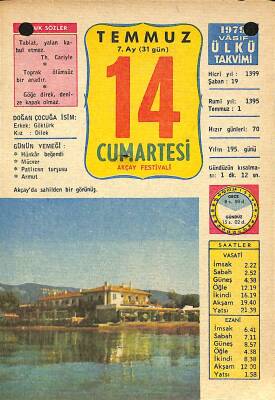 SÖZLER
Tabiat, yalan kabul etmez.
Th. Carlyle
Toprak ölümsüz bir anadır.
Göğe direk, denize kapak olmaz.
DOĞAN ÇOCUĞA İSİM:
Erkek: Göktürk
Kız : Dilek
GÜNÜN YEMEĞİ :
Hünkâr beğendi
Mücver
Patlıcan turşusu
Armut
Akçay'da sahilden bir görünüş.
TEMMUZ
7. Ay (31 gün)
14
CUMARTESİ
AKÇAY FESTİVALİ
1979
VÂSIF
ÜLKÜ
TAKVİMİ
Hicri yıl : 1399
Şaban : 19
Rumi yıl: 1395
Temmuz : 1
Hızır günleri: 70
Yılın 195. günü
Gündüzün kısalması: 1 dk. 12 sn.
GECE
GÜNDÜZ
SAATLER
VASATİ
İmsak 2.22
Sabah 2.52
Güneş 4.38
Öğle 12.19
İkindi 16.19
Akşam 19.40
Yatsı 21.39
EZANİ
İmsak 6.41
Sabah 7.11
Güneş 8.57
Öğle 4.38
İkindi 8.38
Akşam 12.00
Yatsı 1.58